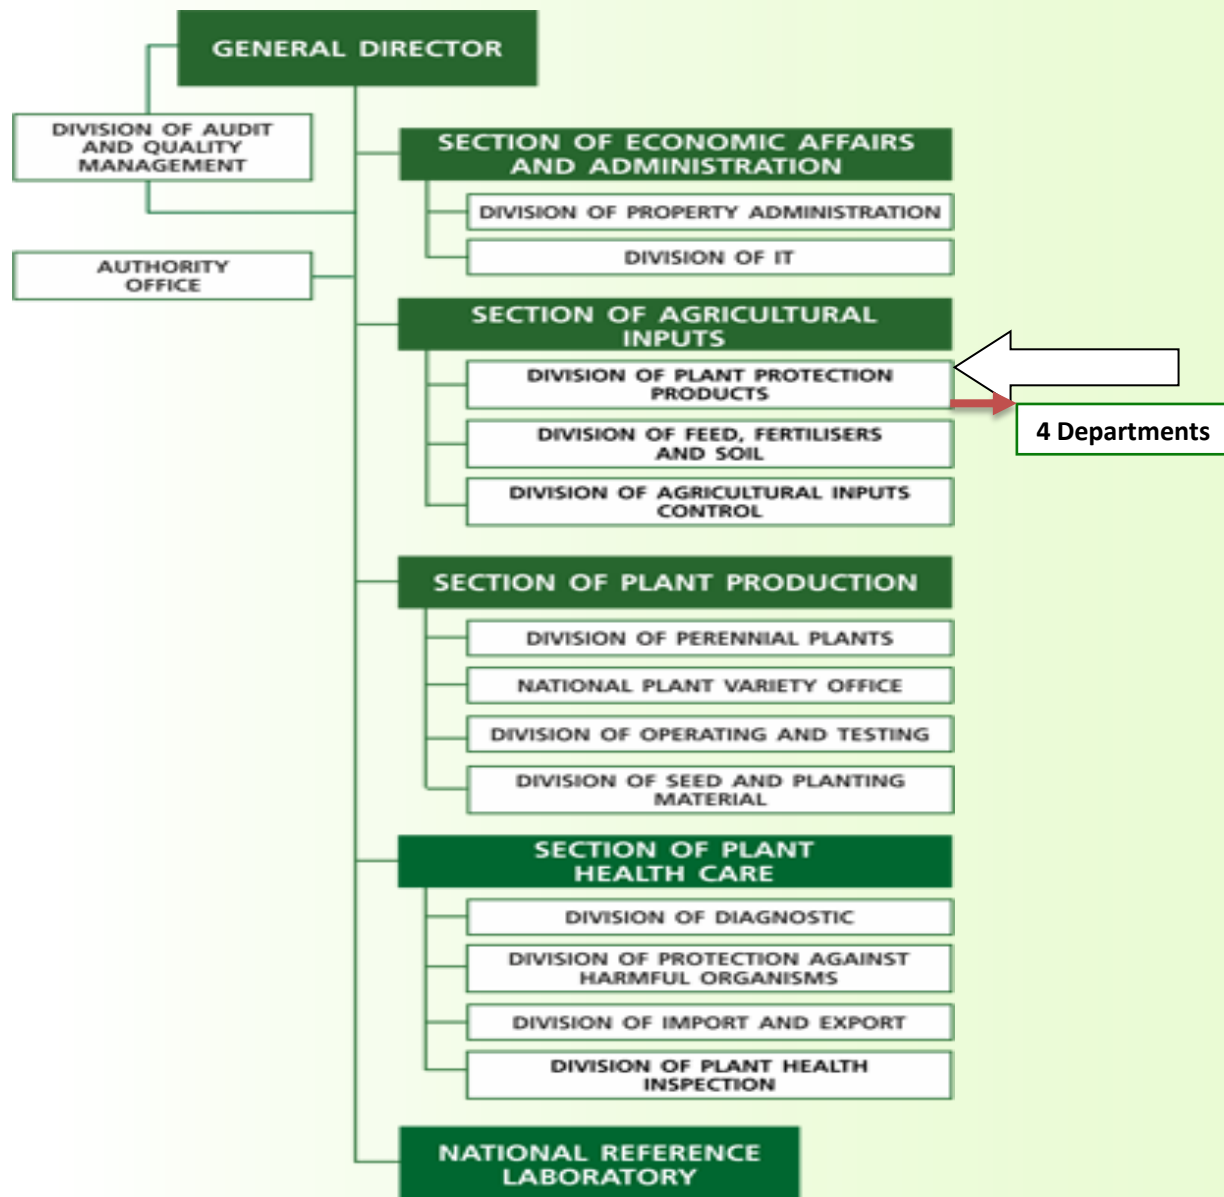 GENERAL DIRECTOR
DIVISION OF AUDIT
AND QUALITY
MANAGEMENT
SECTION OF ECONOMIC AFFAIRS
AND ADMINISTRATION
DIVISION OF PROPERTY ADMINISTRATION
DIVISION OF IT
AUTHORITY
OFFICE
SECTION OF AGRICULTURAL
INPUTS
DIVISION OF PLANT PROTECTION
PRODUCTS
4 Departments
DIVISION OF FEED, FERTILISERS
AND SOIL
DIVISION OF AGRICULTURAL INPUTS
CONTROL
SECTION OF PLANT PRODUCTION
DIVISION OF PERENNIAL PLANTS
NATIONAL PLANT VARIETY OFFICE
DIVISION OF OPERATING AND TESTING
DIVISION OF SEED AND PLANTING
MATERIAL
SECTION OF PLANT
HEALTH CARE
DIVISION OF DIAGNOSTIC
DIVISION OF PROTECTION AGAINST
HARMFUL ORGANISMS
DIVISION OF IMPORT AND EXPORT
DIVISION OF PLANT HEALTH
INSPECTION
NATIONAL REFERENCE
LABORATORY